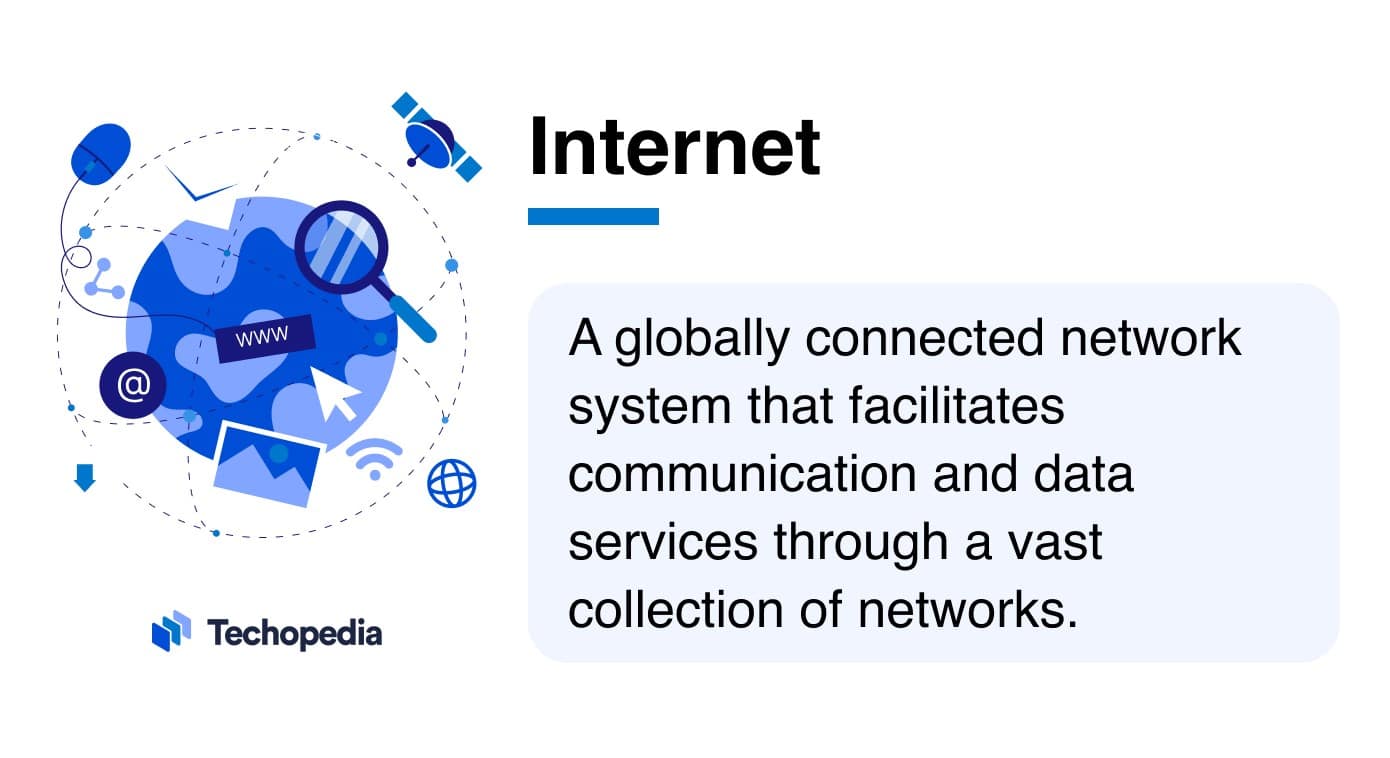 Internet
A globally connected network
system that facilitates
communication and data
services through a vast
collection of networks.
WWW
@
Techopedia